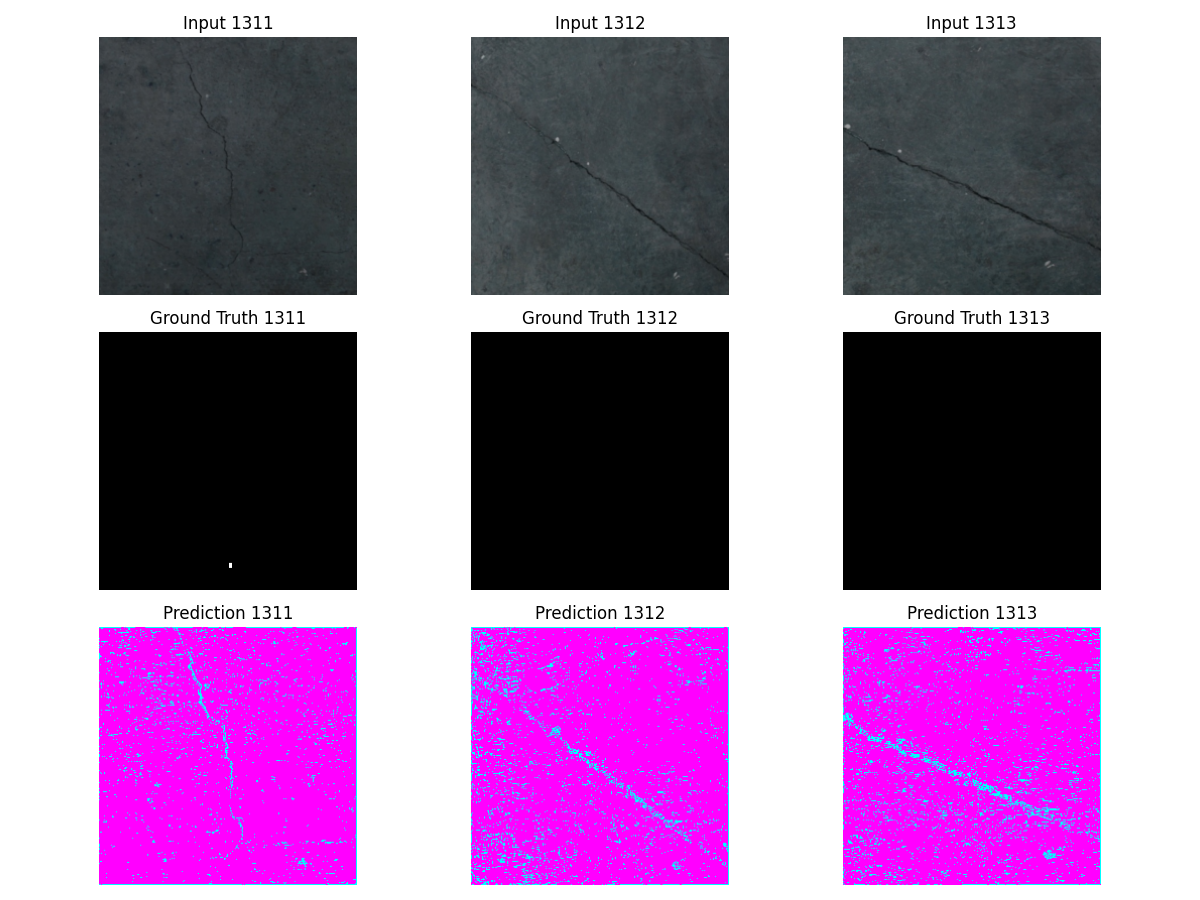 Input 1311
Input 1312
Input 1313
Ground Truth 1311
Ground Truth 1312
Ground Truth 1313
Prediction 1311
Prediction 1312
Prediction 1313